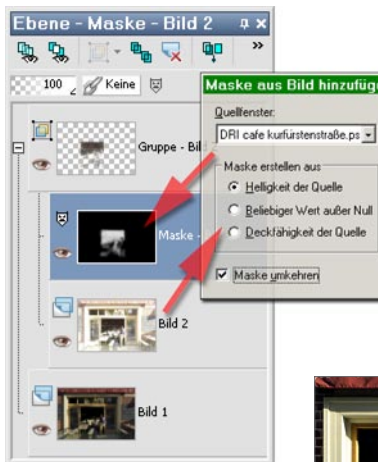 Ebene - Maske - Bild 2
»
100
Keine
Maske aus Bild hinzufüg
Quellfenster:
DRI cafe kurfürstenstraße.ps
Gruppe - Bil
Maske erstellen aus
Helligkeit der Quelle
Beliebiger Wert außer Null
Deckfähigkeit der Quelle
Maske -
Maske umkehren
Bild 2
Bild 1